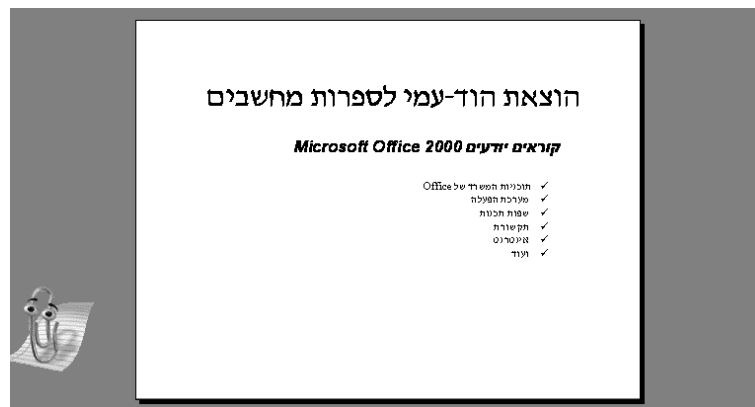 הוצאת הוד-עמי לספרות מחשבים
קוראים יודעים Microsoft Office 2000
✓ תוכניות המשרד של Office
✓ מערכת הפעלה
✓ שפות תכנות
✓ תקשורת
✓ אינטרנט
✓ ועוד